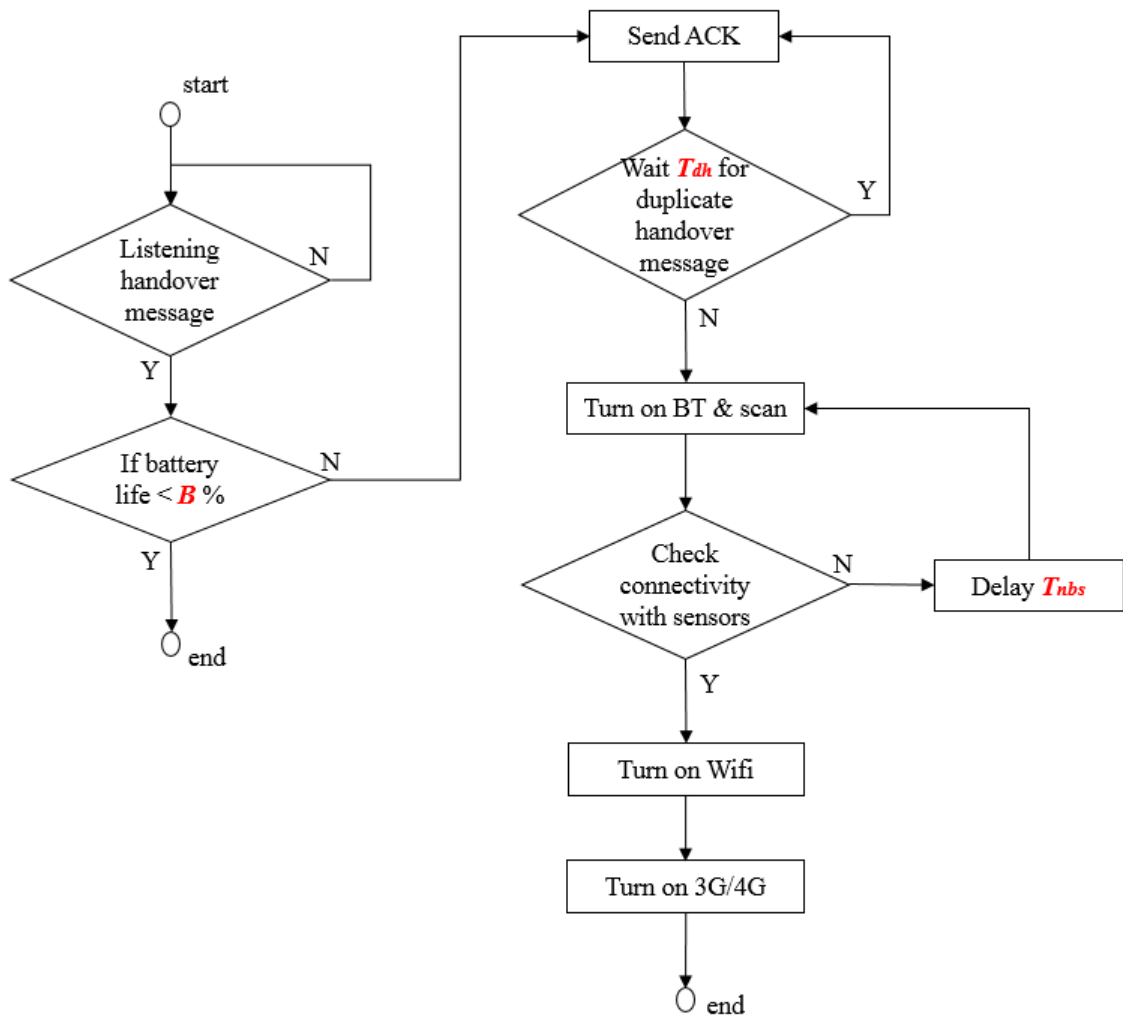 start
Listening
handover
message
N
Y
If battery
life < B %
N
Y
end
Send ACK
Wait Tdh for
duplicate
handover
message
Y
N
Turn on BT & scan
Check
connectivity
with sensors
N
Delay Tnbs
Y
Turn on Wifi
Turn on 3G/4G
end